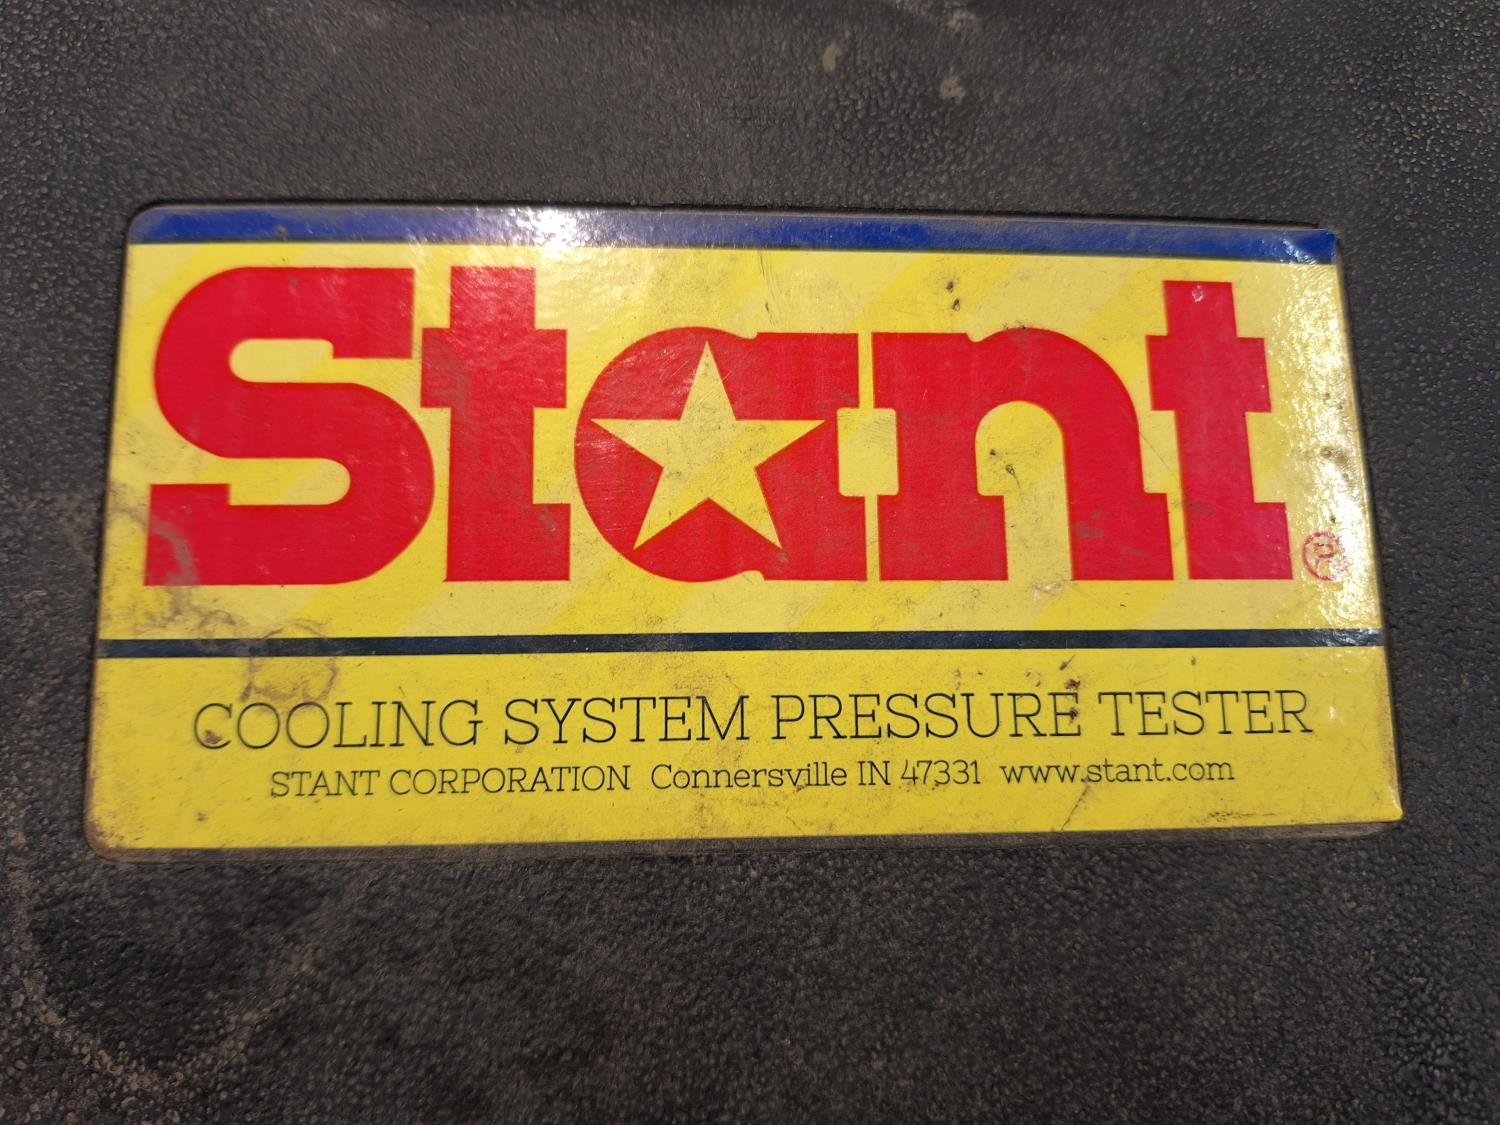 Stant®
COOLING SYSTEM PRESSURE TESTER
STANT CORPORATION Connersville IN 47331 www.stant.com